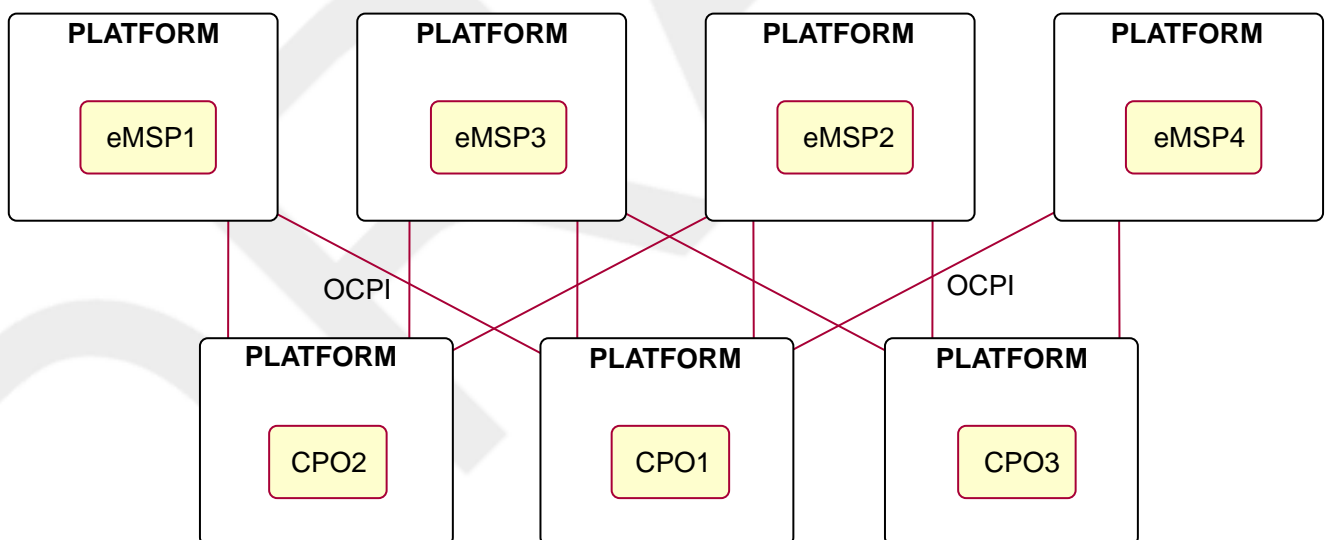 PLATFORM PLATFORM PLATFORM PLATFORM
eMSP1 eMSP3 eMSP2 eMSP4
OCPI OCPI
PLATFORM PLATFORM PLATFORM
CPO2 CPO1 CPO3